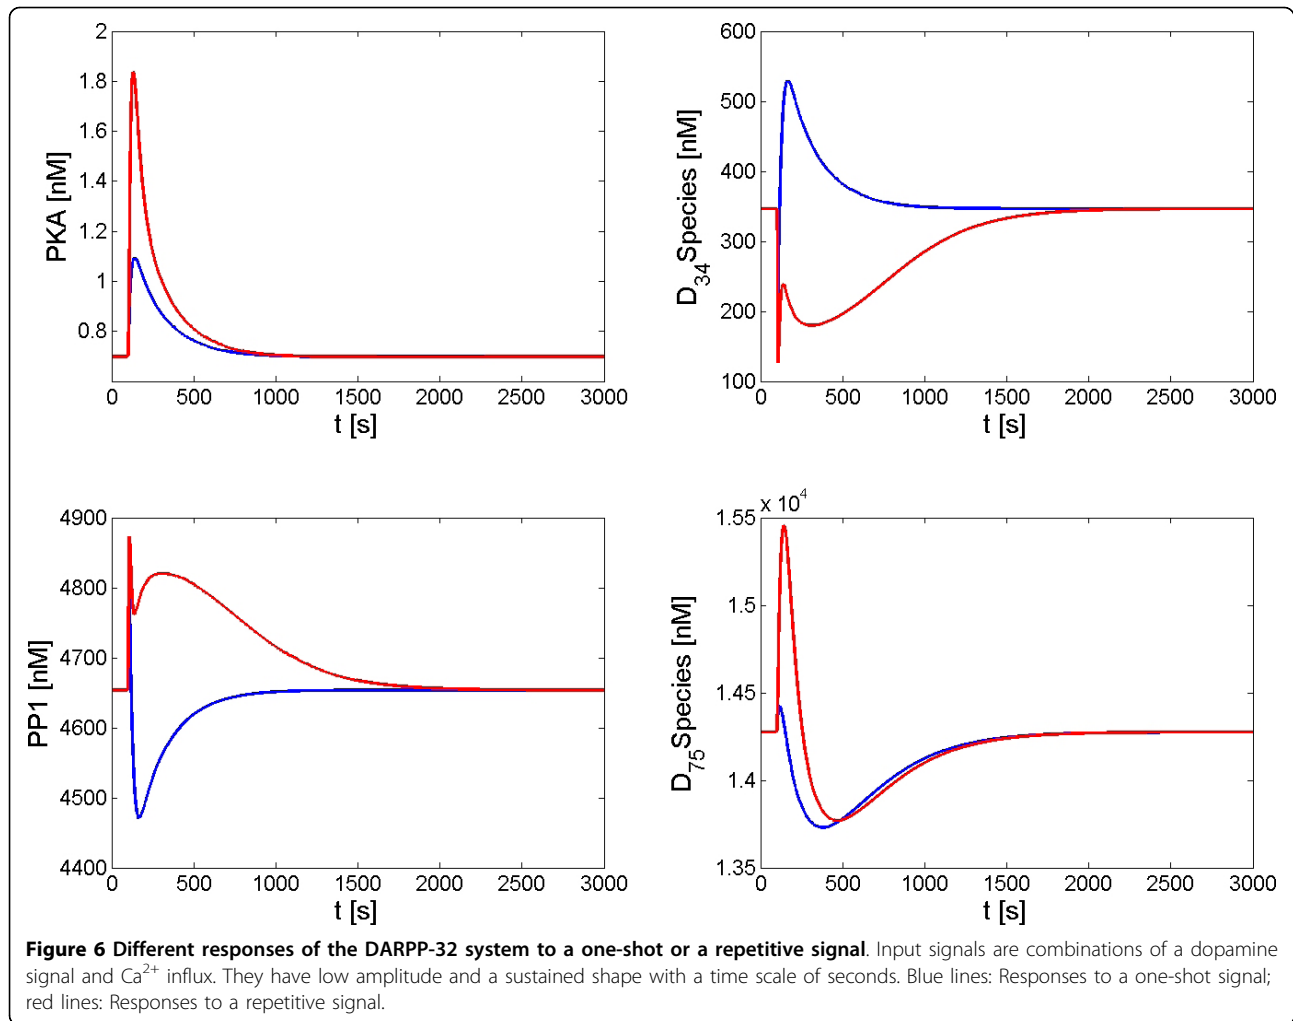 2
1.8
1.6
1.4
1.2
1
0.8
PKA [nM]
0 500 1000 1500 2000 2500 3000
t [s]
600
500
400
300
200
100
D34Species [nM]
0 500 1000 1500 2000 2500 3000
t [s]
4900
4800
4700
4600
4500
4400
PP1 [nM]
0 500 1000 1500 2000 2500 3000
t [s]
x 10^4
1.55
1.5
1.45
1.4
1.35
D75Species [nM]
0 500 1000 1500 2000 2500 3000
t [s]
Figure 6 Different responses of the DARPP-32 system to a one-shot or a repetitive signal. Input signals are combinations of a dopamine
signal and Ca2+ influx. They have low amplitude and a sustained shape with a time scale of seconds. Blue lines: Responses to a one-shot signal;
red lines: Responses to a repetitive signal.